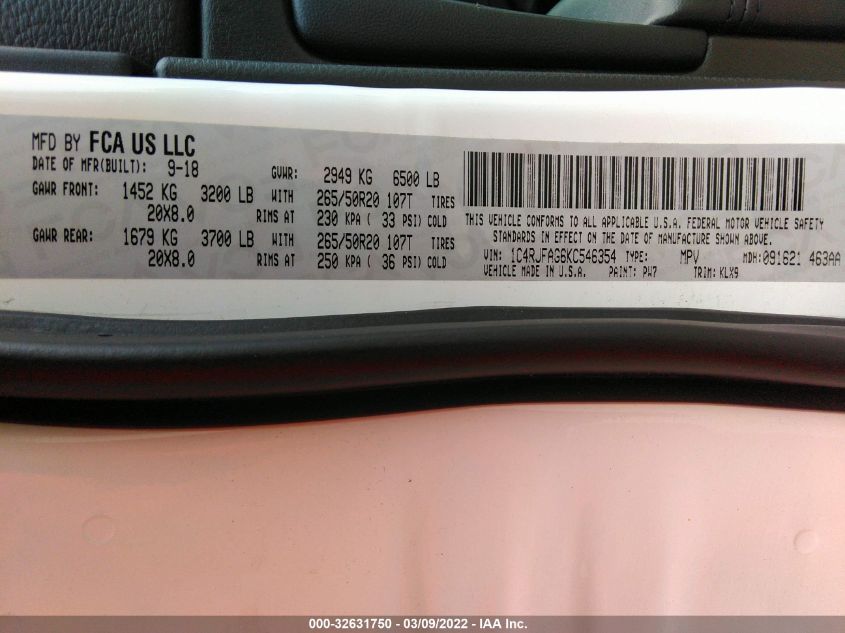 MFD BY FCA US LLC
DATE OF MFR(BUILT): 9-18 GVWR: 2949 KG 6500 LB
GAWR FRONT: 1452 KG 3200 LB WITH 265/50R20 107T TIRES
20X8.0 RIMS AT 230 KPA ( 33 PSI) COLD
GAWR REAR: 1679 KG 3700 LB WITH 265/50R20 107T TIRES
20X8.0 RIMS AT 250 KPA ( 36 PSI) COLD
THIS VEHICLE CONFORMS TO ALL APPLICABLE U.S.A. FEDERAL MOTOR VEHICLE SAFETY
STANDARDS IN EFFECT ON THE DATE OF MANUFACTURE SHOWN ABOVE.
VIN: 1C4RJFAG6KC546354 TYPE: MPV MDH: 091621 463AA
VEHICLE MADE IN U.S.A. PAINT: PW7 TRIM: KLX9
000-32631750 - 03/09/2022 - IAA Inc.